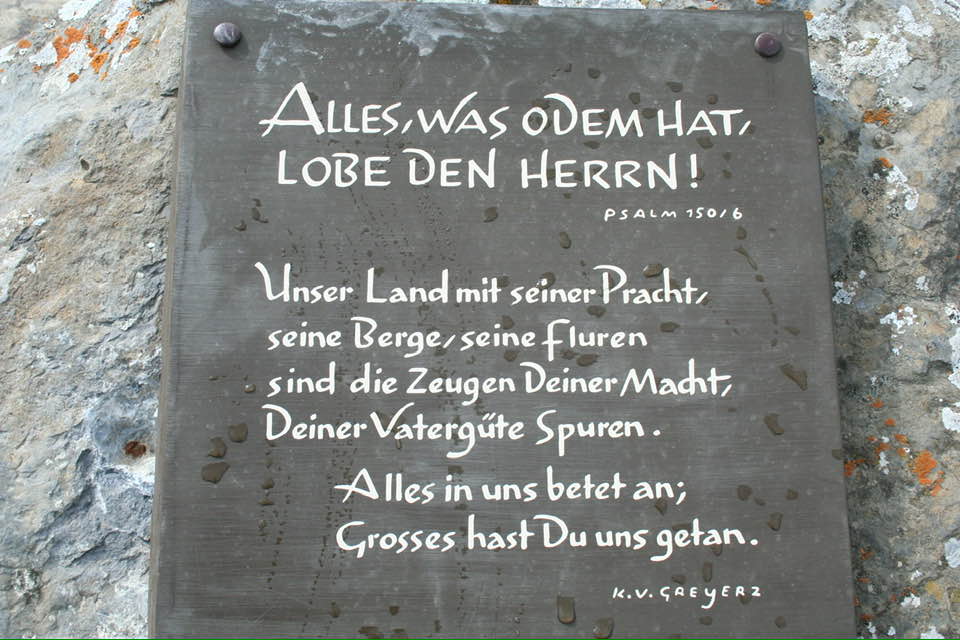 ALLES, WAS ODEM HAT,
LOBE DEN HERRN!
PSALM 150/6
Unser Land mit seiner Pracht,
seine Berge, seine Fluren
sind die Zeugen Deiner Macht,
Deiner Vatergüte Spuren.
Alles in uns betet an;
Grosses hast Du uns getan.
K.V. GREYERZ